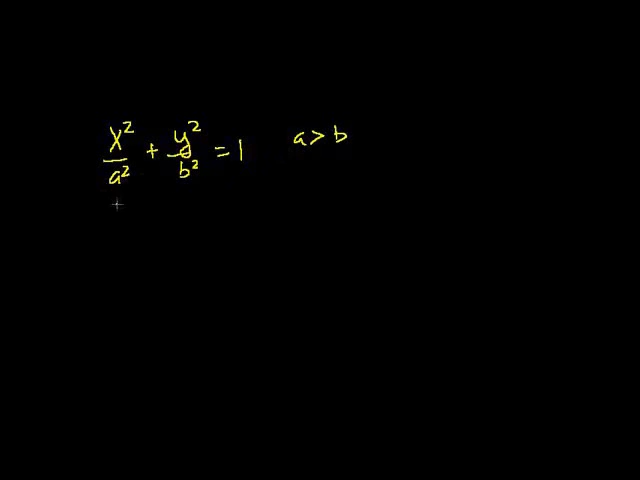 x²/a² + y²/b² = 1    a > b